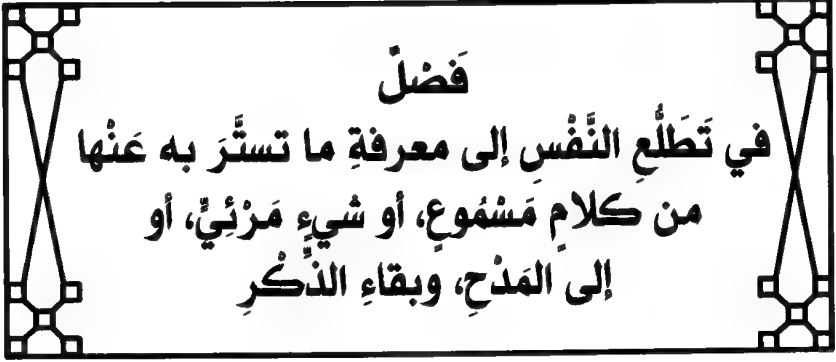 فَصْلٌ
في تَطَلُّعِ النَّفْسِ إلى معرفةِ ما تستَّرَ به عَنْها
من كلامٍ مَسْمُوعٍ، أو شيءٍ مَرْئِيٍّ، أو
إلى المَدْحِ، وبقاءِ الذِّكْرِ